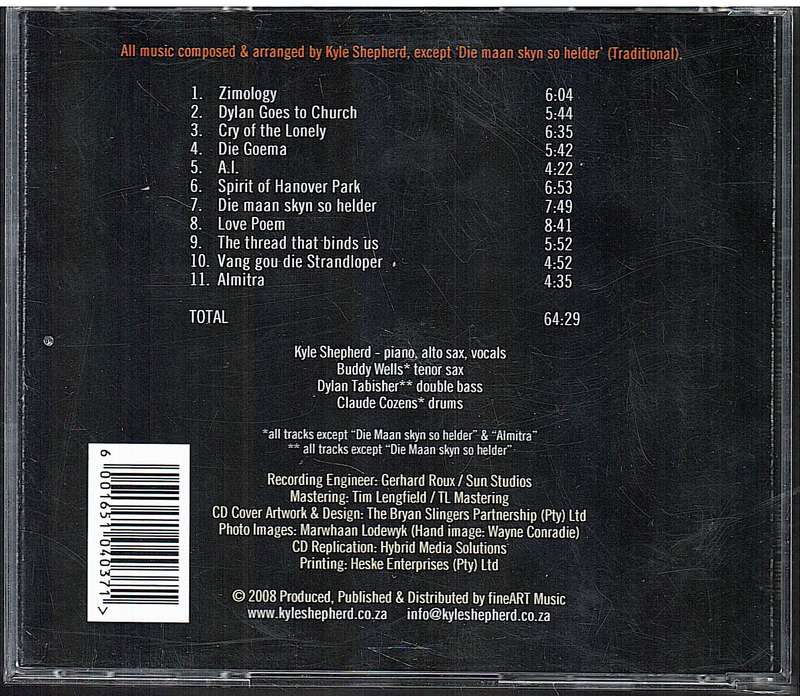 All music composed & arranged by Kyle Shepherd, except 'Die maan skyn so helder' (Traditional).
1. Zimology 6:04
2. Dylan Goes to Church 5:44
3. Cry of the Lonely 6:35
4. Die Goema 5:42
5. A.I. 4:22
6. Spirit of Hanover Park 6:53
7. Die maan skyn so helder 7:49
8. Love Poem 8:41
9. The thread that binds us 5:52
10. Vang gou die Strandloper 4:52
11. Almitra 4:35
TOTAL 64:29
Kyle Shepherd - piano, alto sax, vocals
Buddy Wells* tenor sax
Dylan Tabisher** double bass
Claude Cozens* drums
*all tracks except "Die Maan skyn so helder" & "Almitra"
** all tracks except "Die Maan skyn so helder"
Recording Engineer: Gerhard Roux / Sun Studios
Mastering: Tim Lengfield / TL Mastering
CD Cover Artwork & Design: The Bryan Slingers Partnership (Pty) Ltd
Photo Images: Marwhaan Lodewyk (Hand image: Wayne Conradie)
CD Replication: Hybrid Media Solutions
Printing: Heske Enterprises (Pty) Ltd
© 2008 Produced, Published & Distributed by fineART Music
www.kyleshepherd.co.za info@kyleshepherd.co.za
6 001651 040371 >